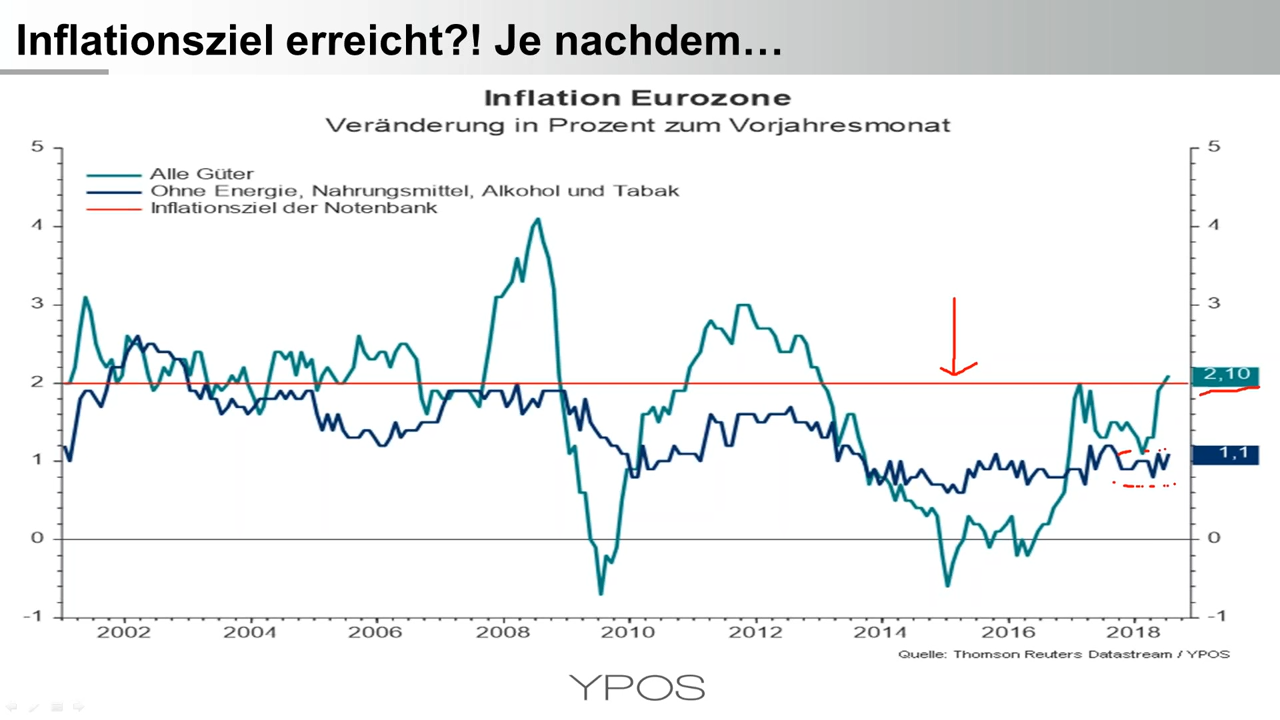 Inflationsziel erreicht?! Je nachdem…
Inflation Eurozone
Veränderung in Prozent zum Vorjahresmonat
5
4
3
2
1
0
-1
Alle Güter
Ohne Energie, Nahrungsmittel, Alkohol und Tabak
Inflationsziel der Notenbank
5
4
3
2,10
1,1
0
-1
2002 2004 2006 2008 2010 2012 2014 2016 2018
Quelle: Thomson Reuters Datastream / YPOS
YPOS